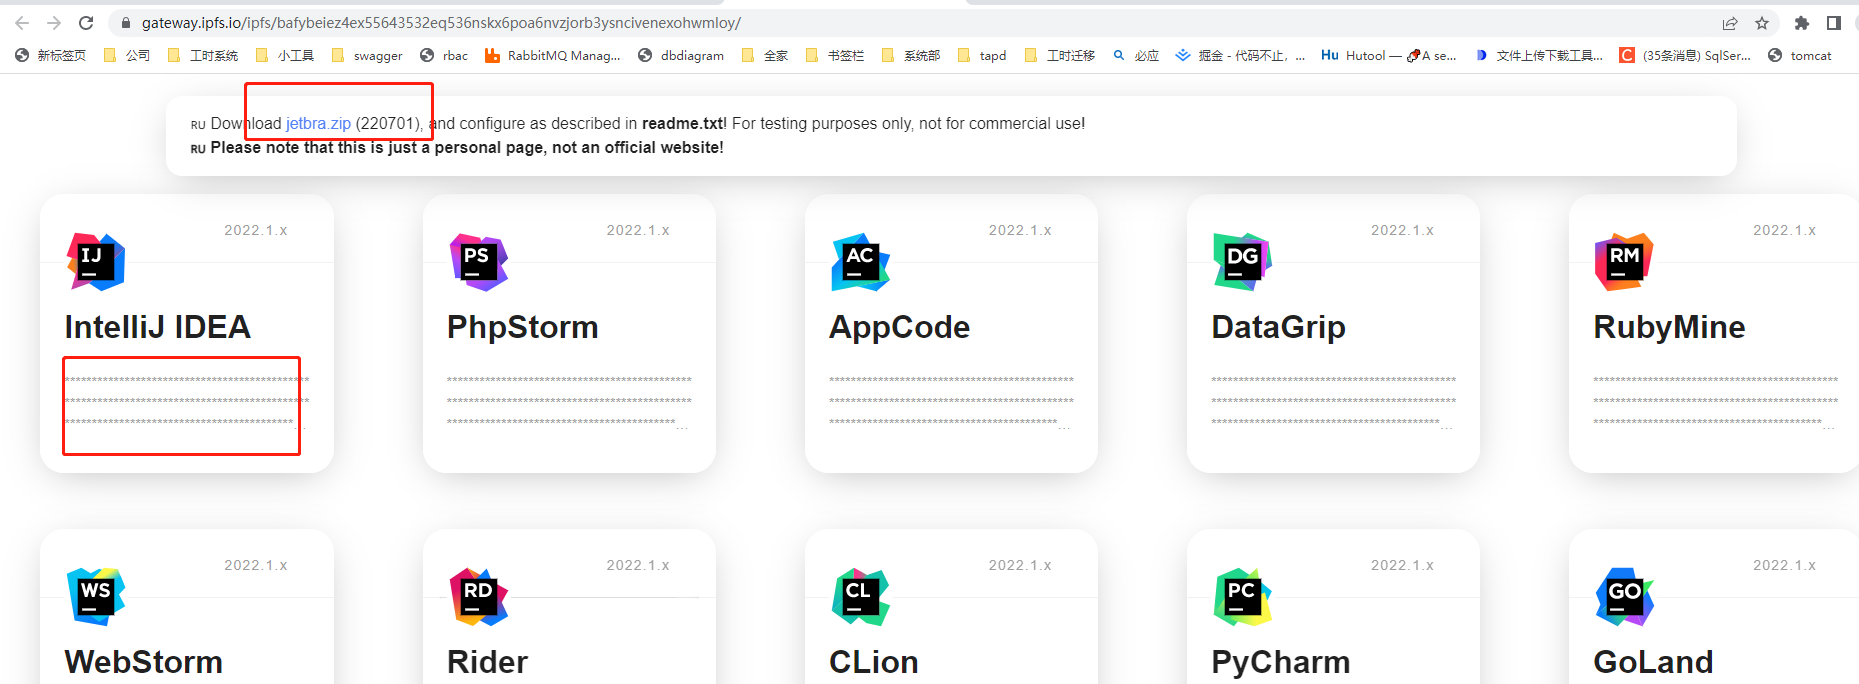 gateway.ipfs.io/ipfs/bafybeiez4ex55643532eq536nskx6poa6nvzjorb3ysncivenexohwmloy/
新标签页 公司 工时系统 小工具 swagger rbac RabbitMQ Manag... dbdiagram 全家 书签栏 系统部 tapd 工时迁移 必应 掘金 - 代码不止, ... Hu Hutool — 🍬A se... 文件上传下载工具... C (35条消息) SqlSer... tomcat
RU Download jetbra.zip (220701), and configure as described in readme.txt! For testing purposes only, not for commercial use!
RU Please note that this is just a personal page, not an official website!
2022.1.x 2022.1.x 2022.1.x 2022.1.x 2022.1.x
IJ PS AC DG RM
IntelliJ IDEA PhpStorm AppCode DataGrip RubyMine
2022.1.x 2022.1.x 2022.1.x 2022.1.x 2022.1.x
WS RD CL PC GO
WebStorm Rider CLion PyCharm GoLand